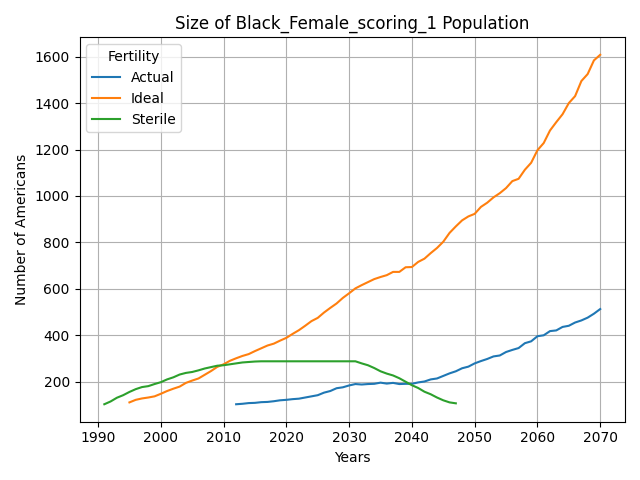 Size of Black_Female_scoring_1 Population
Fertility
Actual
Ideal
Sterile
Number of Americans
1600
1400
1200
1000
800
600
400
200
1990 2000 2010 2020 2030 2040 2050 2060 2070
Years